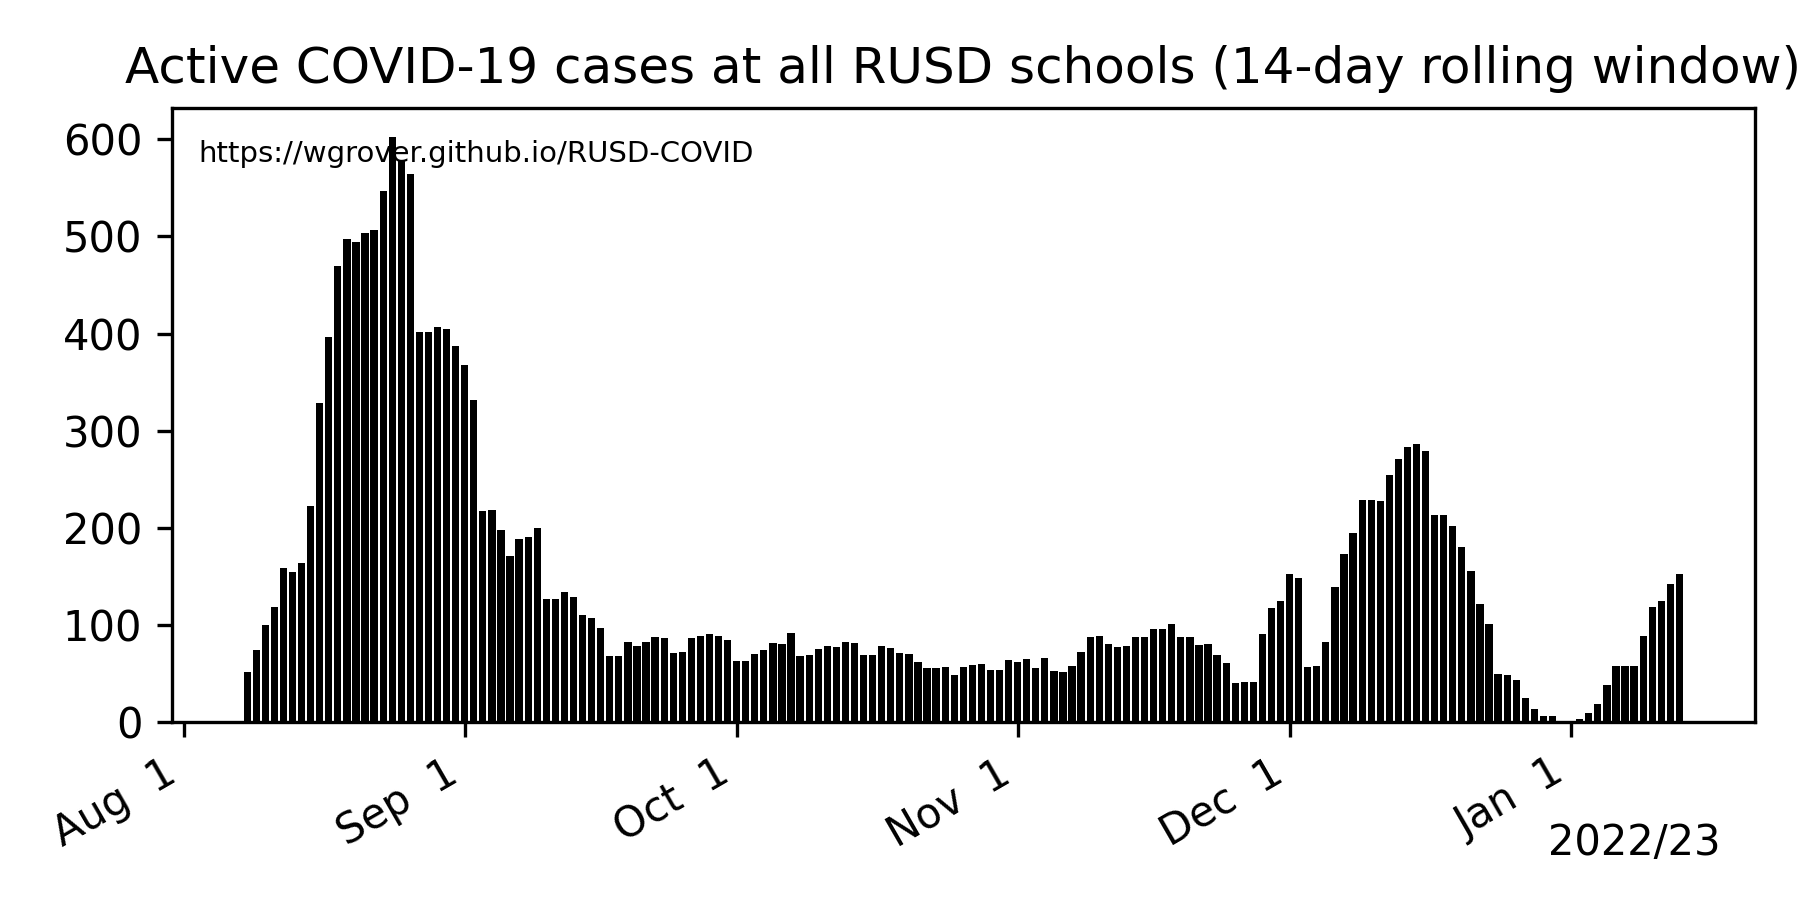 Active COVID-19 cases at all RUSD schools (14-day rolling window)
https://wgrover.github.io/RUSD-COVID
600
500
400
300
200
100
0
Aug 1
Sep 1
Oct 1
Nov 1
Dec 1
Jan 1
2022/23